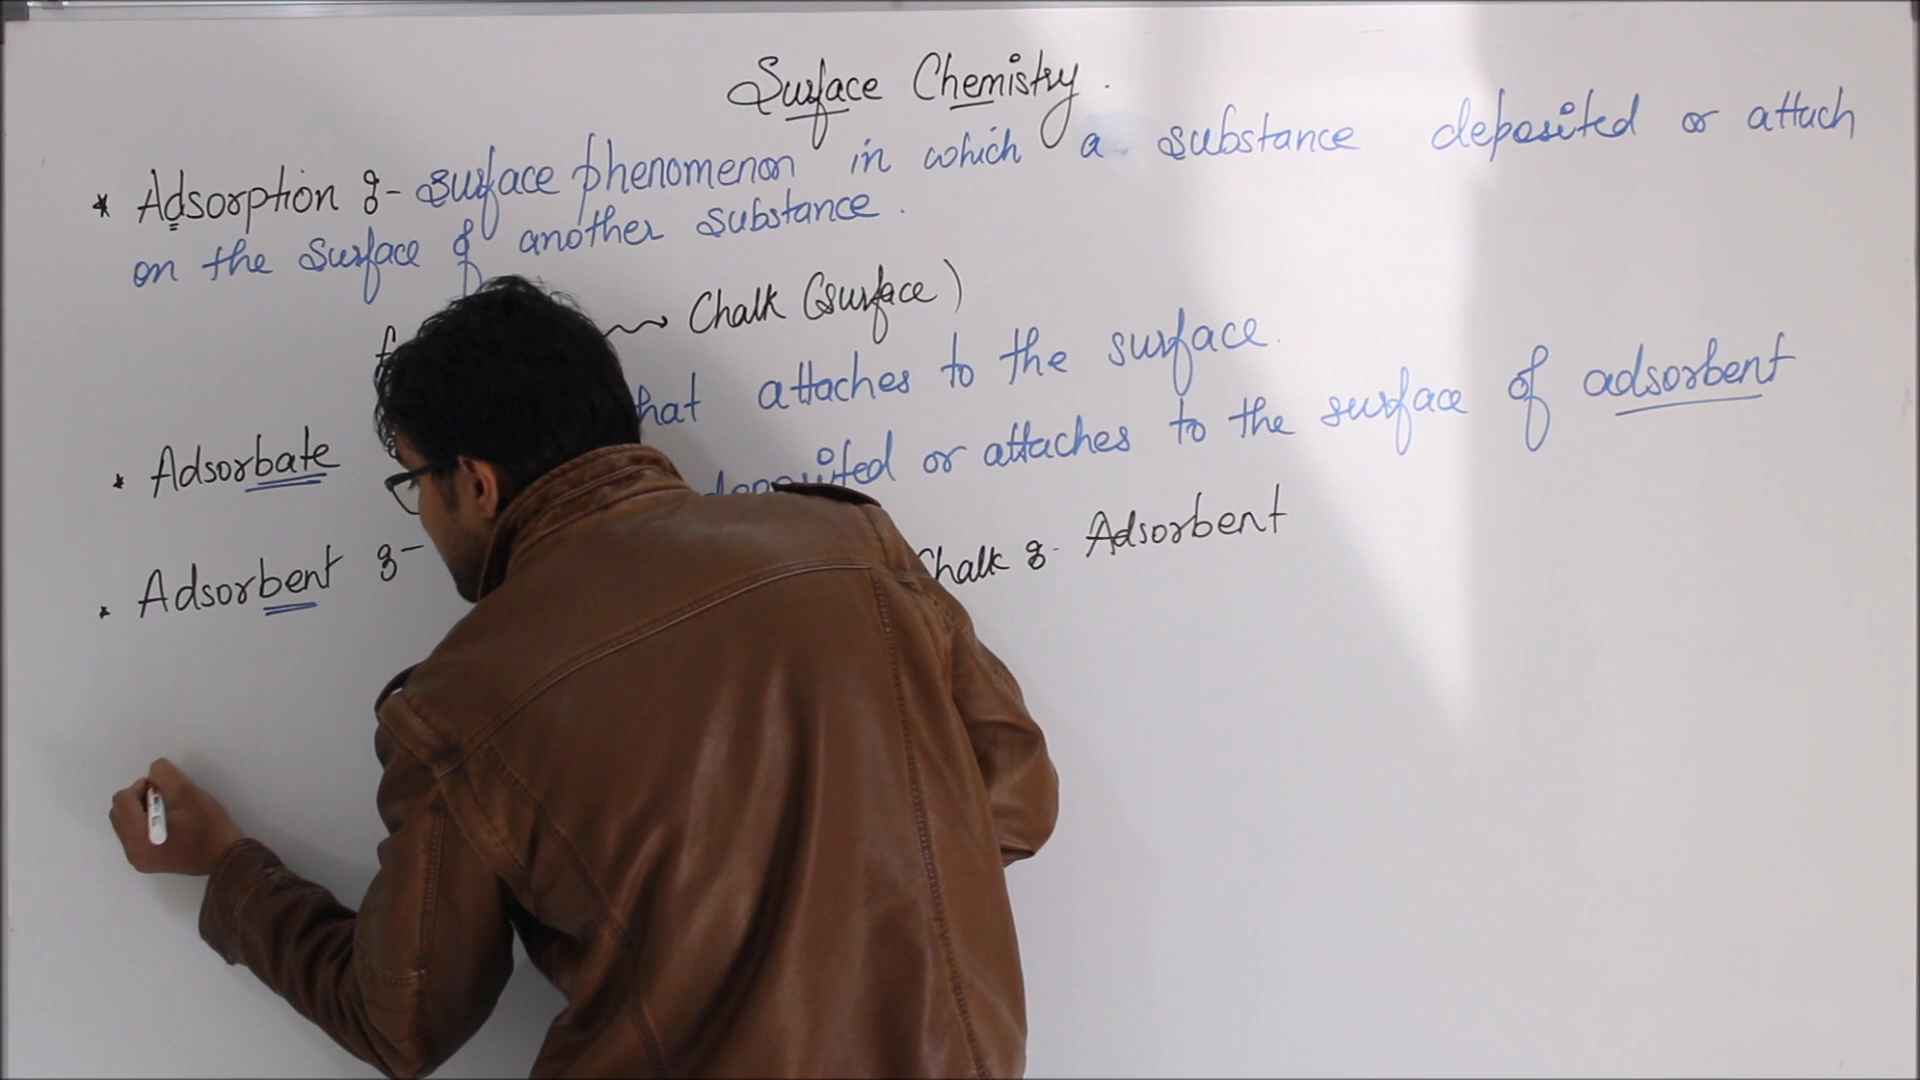 Surface Chemistry.
* Adsorption :- surface phenomenon in which a substance deposited or attach
on the surface of another substance.
Chalk (surface)
that attaches to the surface.
* Adsorbate deposited or attaches to the surface of adsorbent
* Adsorbent :- Chalk :- Adsorbent